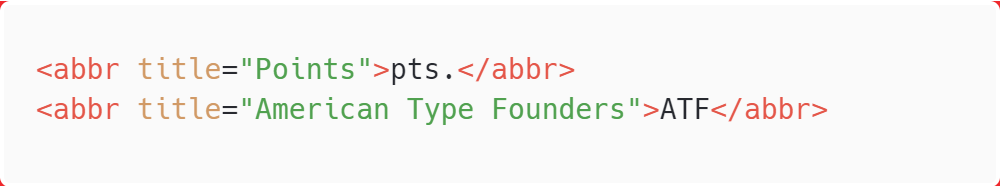 <abbr title="Points">pts.</abbr>
<abbr title="American Type Founders">ATF</abbr>